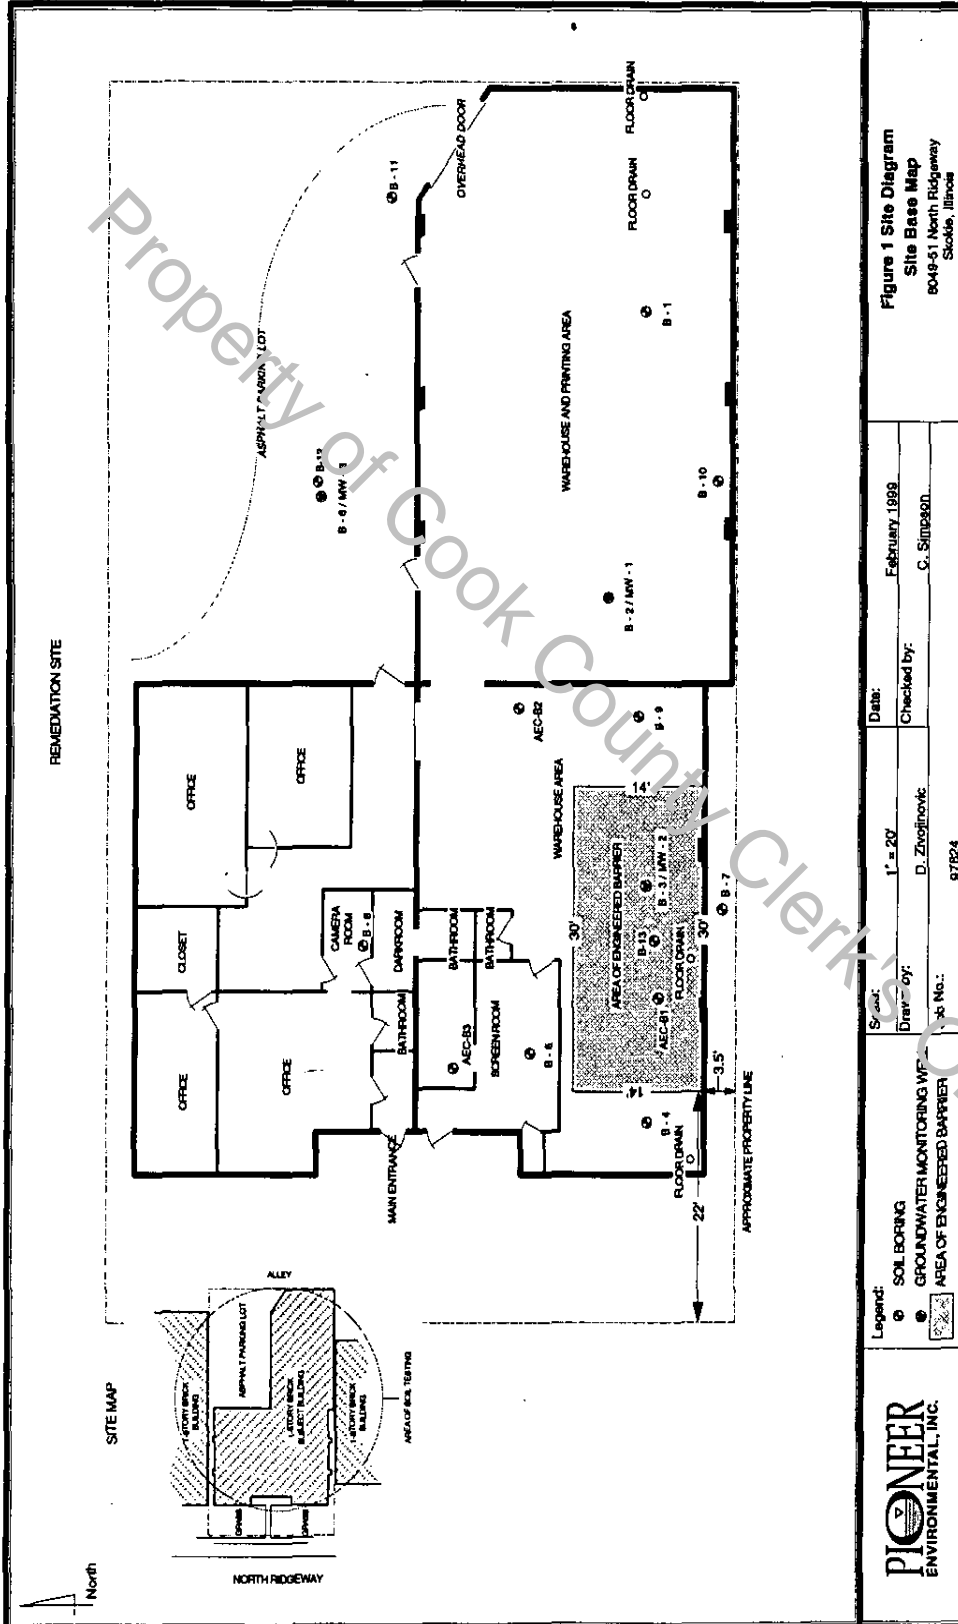 REMEDIATION SITE
SITE MAP
North
NORTH RIDGEWAY
GRASS
GRASS
1-STORY BRICK
BUILDING
ASPHALT PARKING LOT
1-STORY BRICK
SUBJECT BUILDING
1-STORY BRICK
BUILDING
ALLEY
AREA OF SOIL TESTING
OFFICE
CLOSET
OFFICE
OFFICE
OFFICE
CAMERA
ROOM
B - 8
DARKROOM
BATHROOM
MAIN ENTRANCE
AEC-B3
SCREEN ROOM
BATHROOM
BATHROOM
B - 5
WAREHOUSE AREA
AEC-B2
B - 9
30'
14'
14'
30'
AREA OF ENGINEERED BARRIER
B - 3 / MW - 2
B-13
FLOOR DRAIN
AEC-B1
B - 4
FLOOR DRAIN
22'
3.5'
APPROXIMATE PROPERTY LINE
B - 7
ASPHALT PARKING LOT
B-12
B - 6 / MW - 3
B - 11
OVERHEAD DOOR
FLOOR DRAIN
FLOOR DRAIN
B - 1
WAREHOUSE AND PRINTING AREA
B - 10
B - 2 / MW - 1
Property of Cook County Clerk's
PIONEER
ENVIRONMENTAL, INC.
Legend:
SOIL BORING
GROUNDWATER MONITORING
AREA OF ENGINEERED BARRIER
1" = 20'
Date:
February 1999
D. Zivojinovic
Checked by:
C. Simpson
Job No.:
97824
Figure 1 Site Diagram
Site Base Map
8049-51 North Ridgeway
Skokie, Illinois